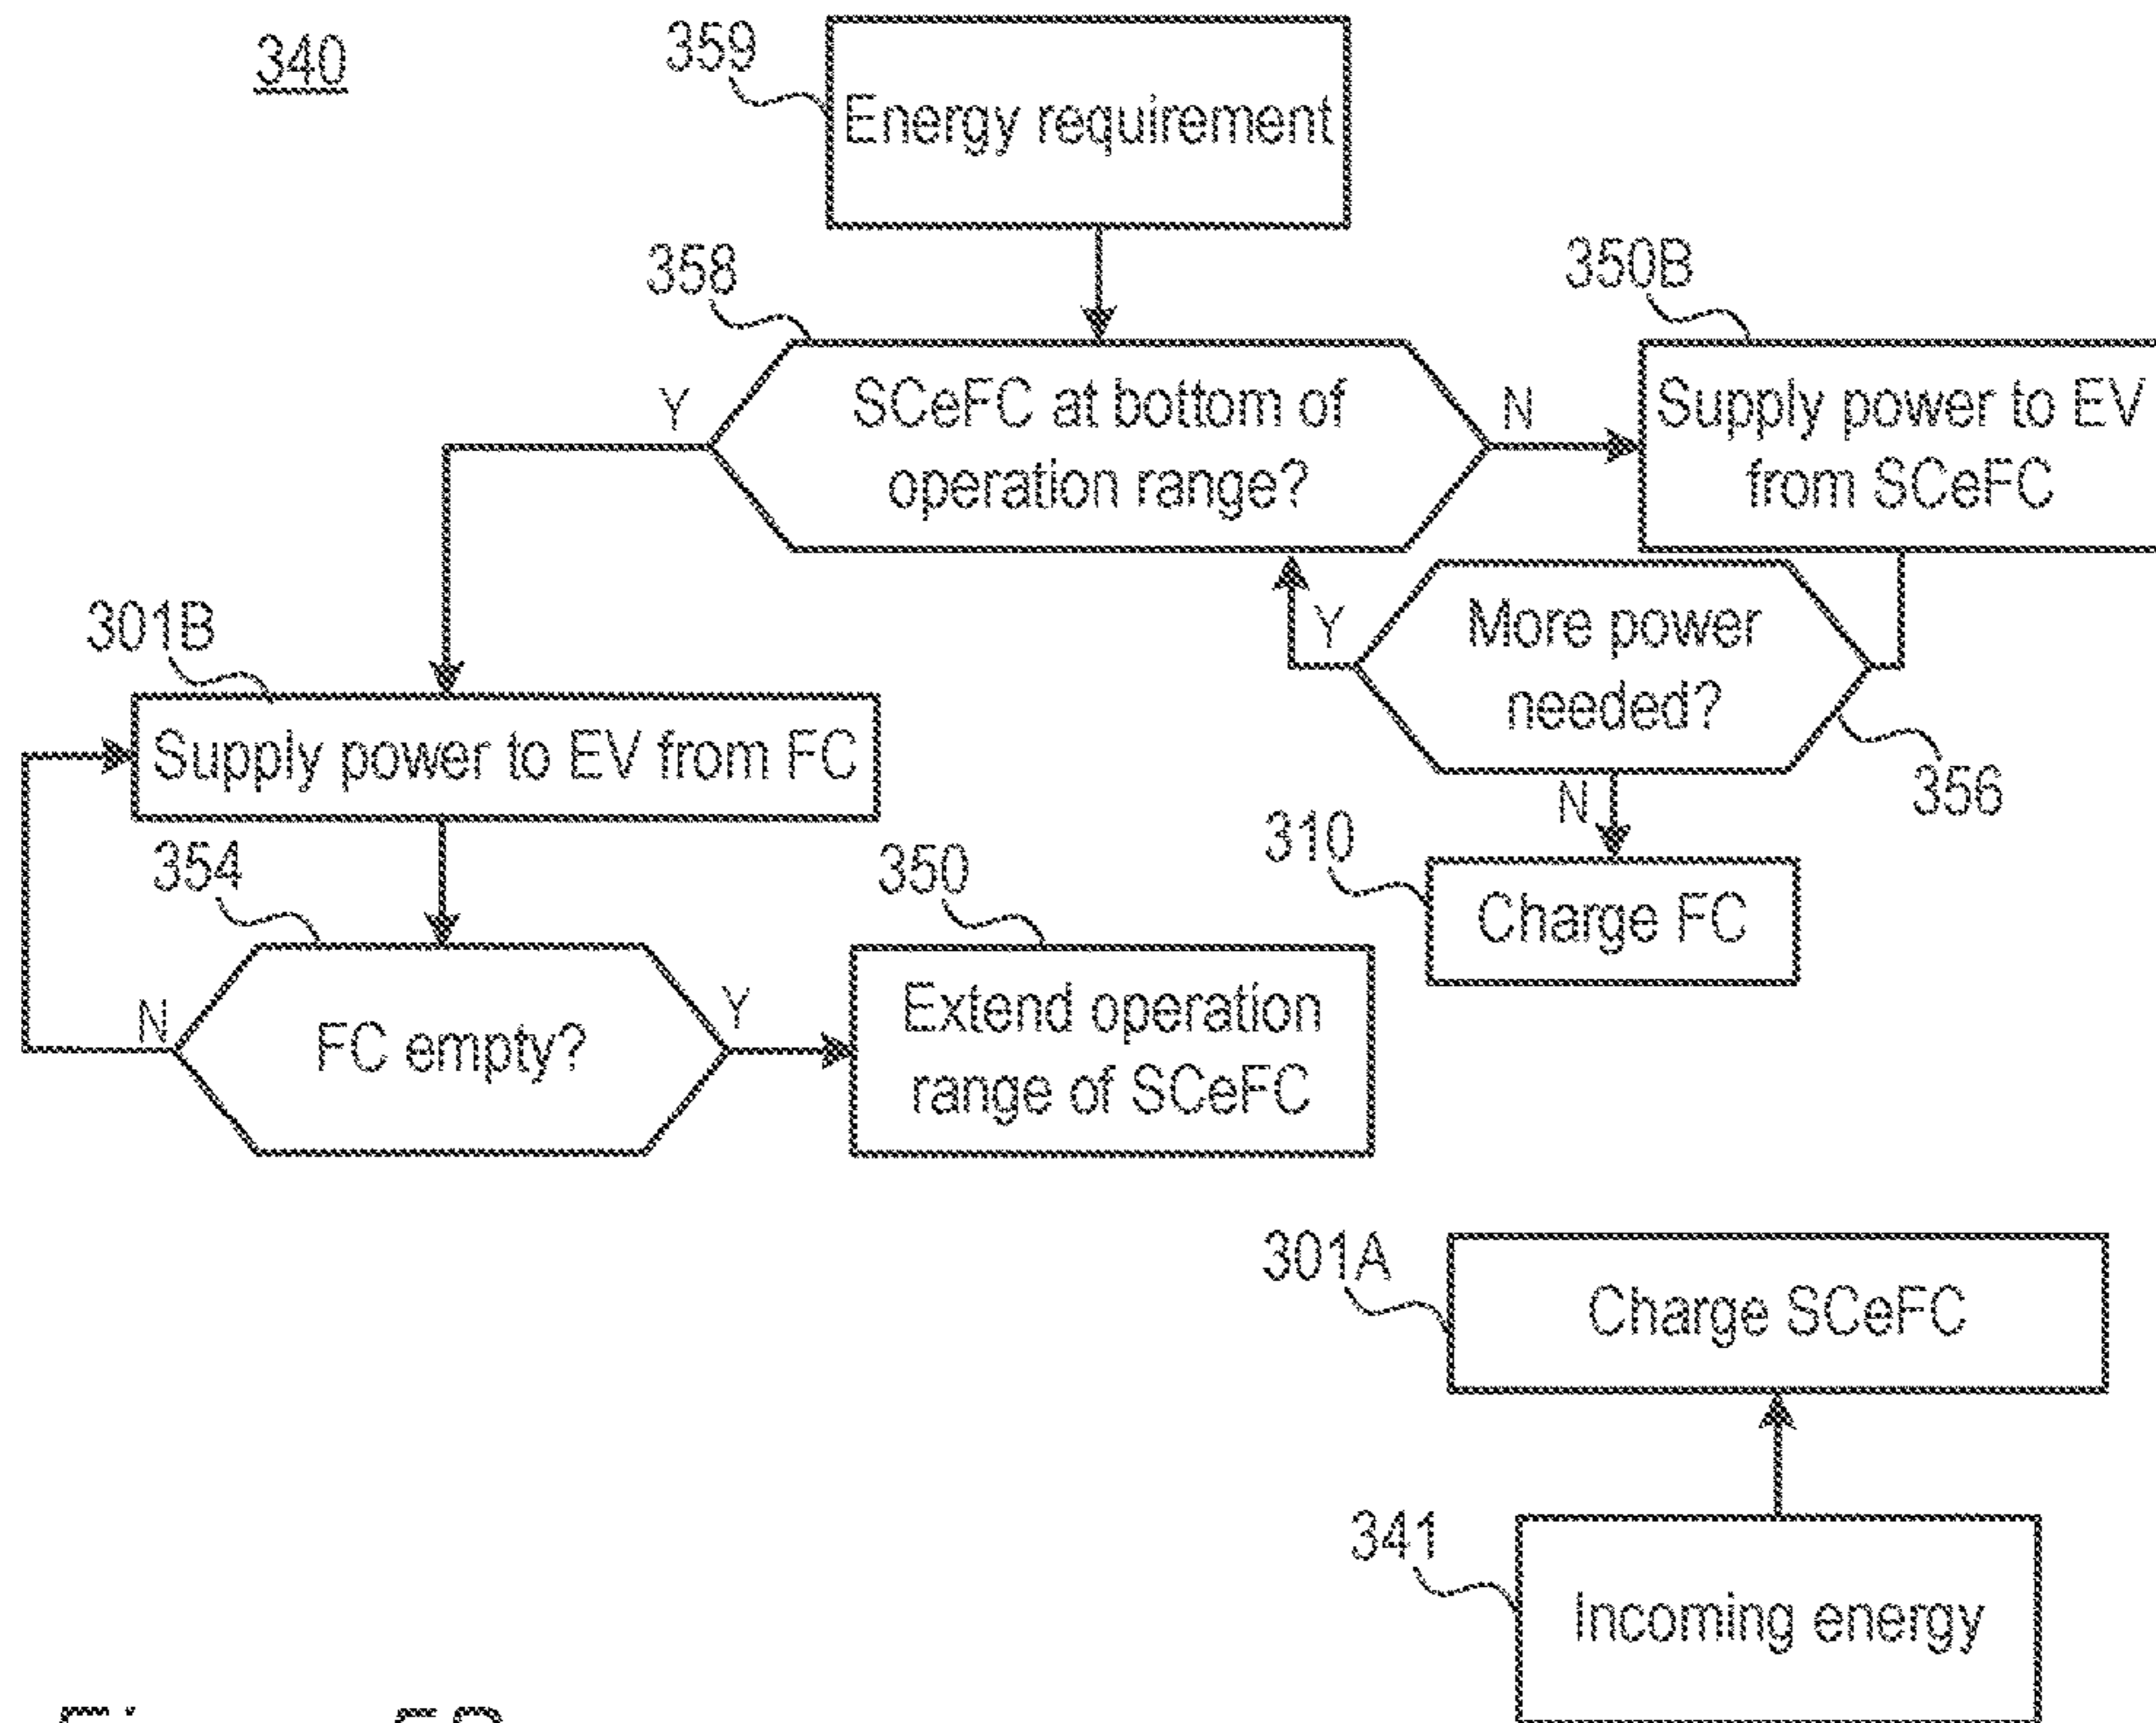 340
359
Energy requirement
358
350B
Y
SCeFC at bottom of
operation range?
N
Supply power to EV
from SCeFC
301B
Y
More power
needed?
356
Supply power to EV from FC
N
310
Charge FC
354
350
N
FC empty?
Y
Extend operation
range of SCeFC
301A
Charge SCeFC
341
Incoming energy